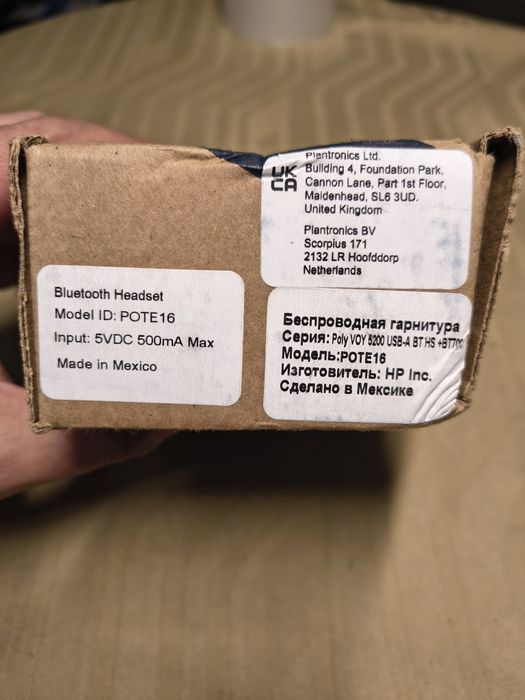 Plantronics Ltd.
UK
CA
Building 4, Foundation Park,
Cannon Lane, Part 1st Floor,
Maidenhead, SL6 3UD.
United Kingdom
Plantronics BV
Scorpius 171
2132 LR Hoofddorp
Netherlands
Bluetooth Headset
Model ID: POTE16
Input: 5VDC 500mA Max
Made in Mexico
Беспроводная гарнитура
Серия: Poly VOY 5200 USB-A BT HS +BT700
Модель:POTE16
Изготовитель: HP Inc.
Сделано в Мексике